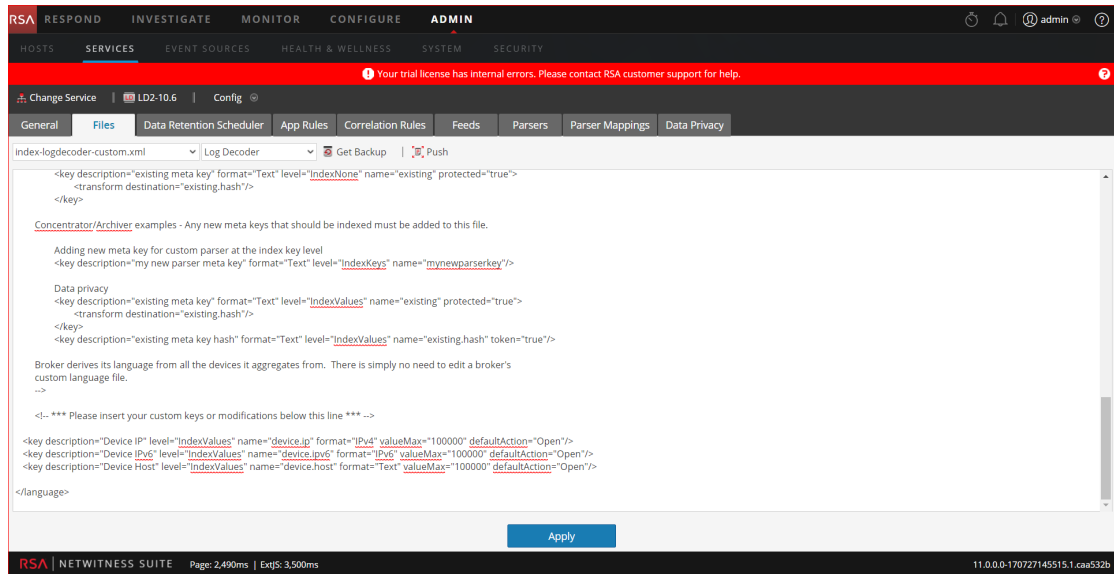 RSA RESPOND INVESTIGATE MONITOR CONFIGURE ADMIN admin
HOSTS SERVICES EVENT SOURCES HEALTH & WELLNESS SYSTEM SECURITY
Your trial license has internal errors. Please contact RSA customer support for help.
Change Service | LD2-10.6 | Config
General Files Data Retention Scheduler App Rules Correlation Rules Feeds Parsers Parser Mappings Data Privacy
index-logdecoder-custom.xml Log Decoder Get Backup | Push
<key description="existing meta key" format="Text" level="IndexNone" name="existing" protected="true">
<transform destination="existing.hash"/>
</key>
Concentrator/Archiver examples - Any new meta keys that should be indexed must be added to this file.
Adding new meta key for custom parser at the index key level
<key description="my new parser meta key" format="Text" level="IndexKeys" name="mynewparserkey"/>
Data privacy
<key description="existing meta key" format="Text" level="IndexValues" name="existing" protected="true">
<transform destination="existing.hash"/>
</key>
<key description="existing meta key hash" format="Text" level="IndexValues" name="existing.hash" token="true"/>
Broker derives its language from all the devices it aggregates from. There is simply no need to edit a broker's
custom language file.
-->
<!-- *** Please insert your custom keys or modifications below this line *** -->
<key description="Device IP" level="IndexValues" name="device.ip" format="IPv4" valueMax="100000" defaultAction="Open"/>
<key description="Device IPv6" level="IndexValues" name="device.ipv6" format="IPv6" valueMax="100000" defaultAction="Open"/>
<key description="Device Host" level="IndexValues" name="device.host" format="Text" valueMax="100000" defaultAction="Open"/>
</language>
Apply
RSA | NETWITNESS SUITE Page: 2,490ms | ExtJS: 3,500ms 11.0.0.0-170727145515.1.caa532b